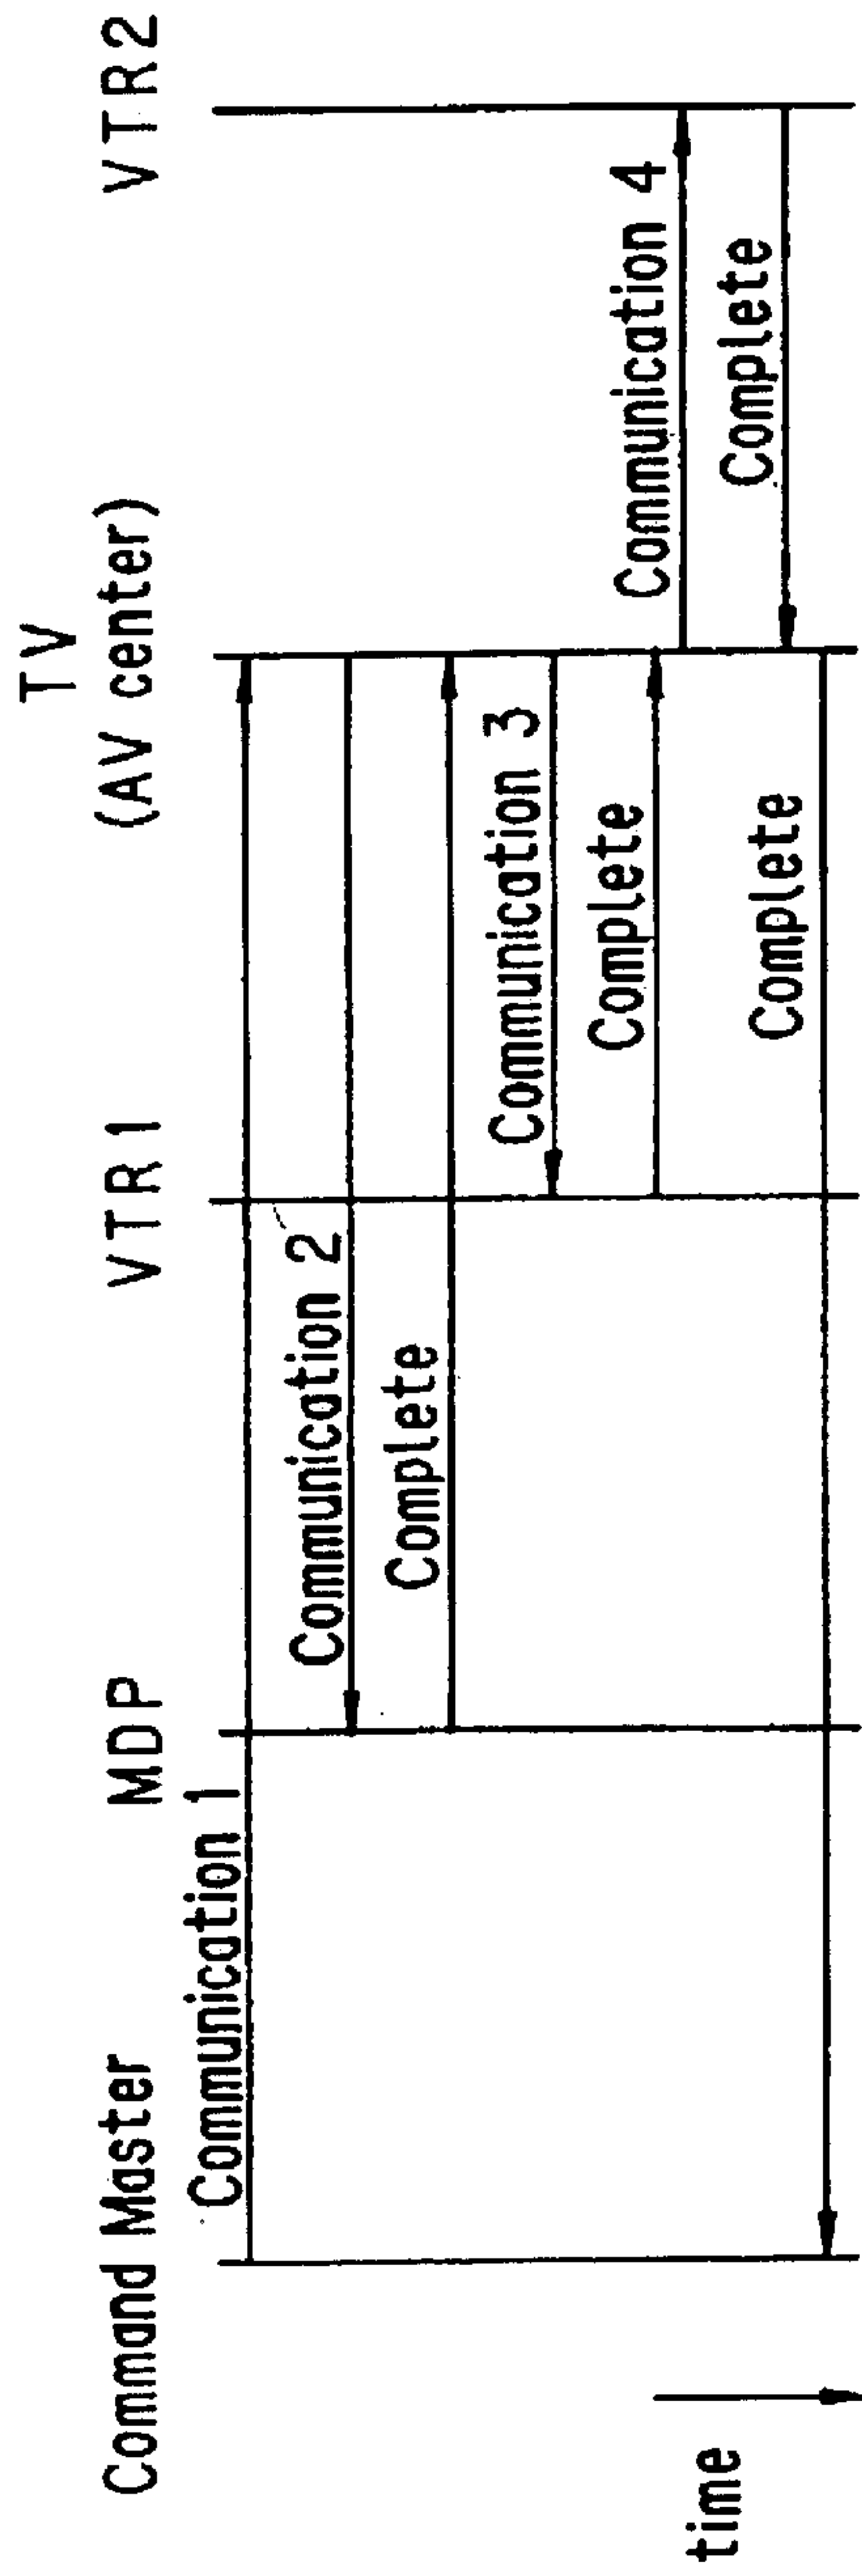 Command Master
MDP
VTR1
TV
(AV center)
VTR2
Communication 1
Communication 2
Complete
Communication 3
Complete
Communication 4
Complete
Complete
time